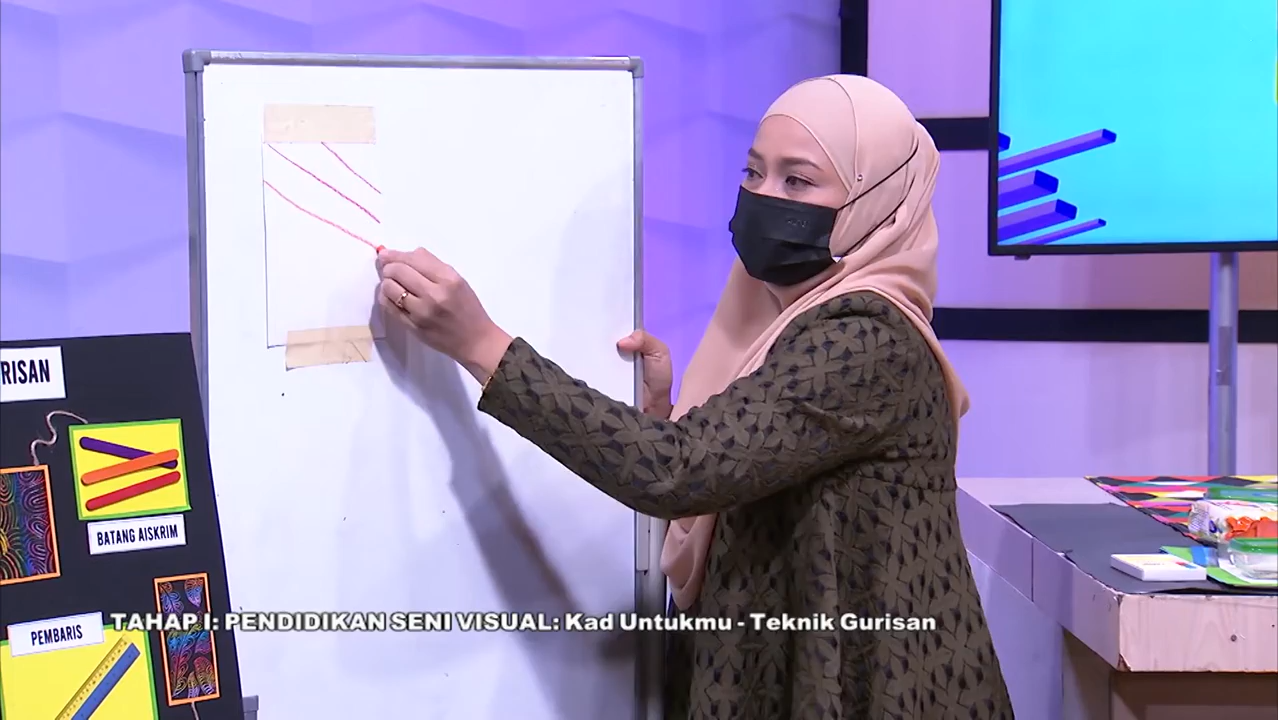 RISAN
BATANG AISKRIM
PEMBARIS
TAHAP I: PENDIDIKAN SENI VISUAL: Kad Untukmu - Teknik Gurisan